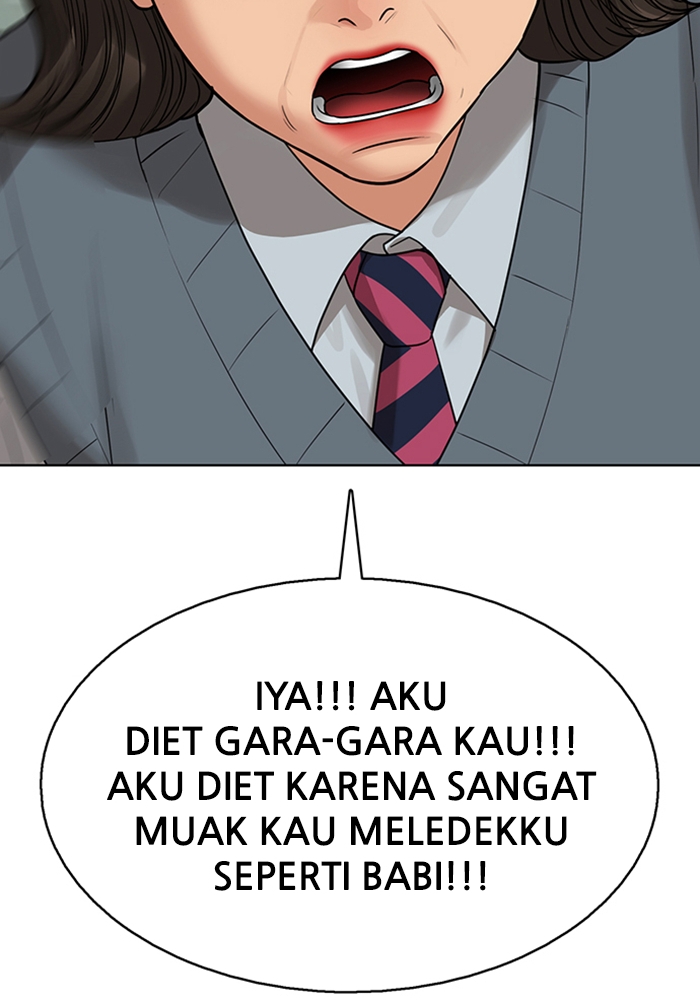 IYA!!! AKU
DIET GARA-GARA KAU!!!
AKU DIET KARENA SANGAT
MUAK KAU MELEDEKKU
SEPERTI BABI!!!